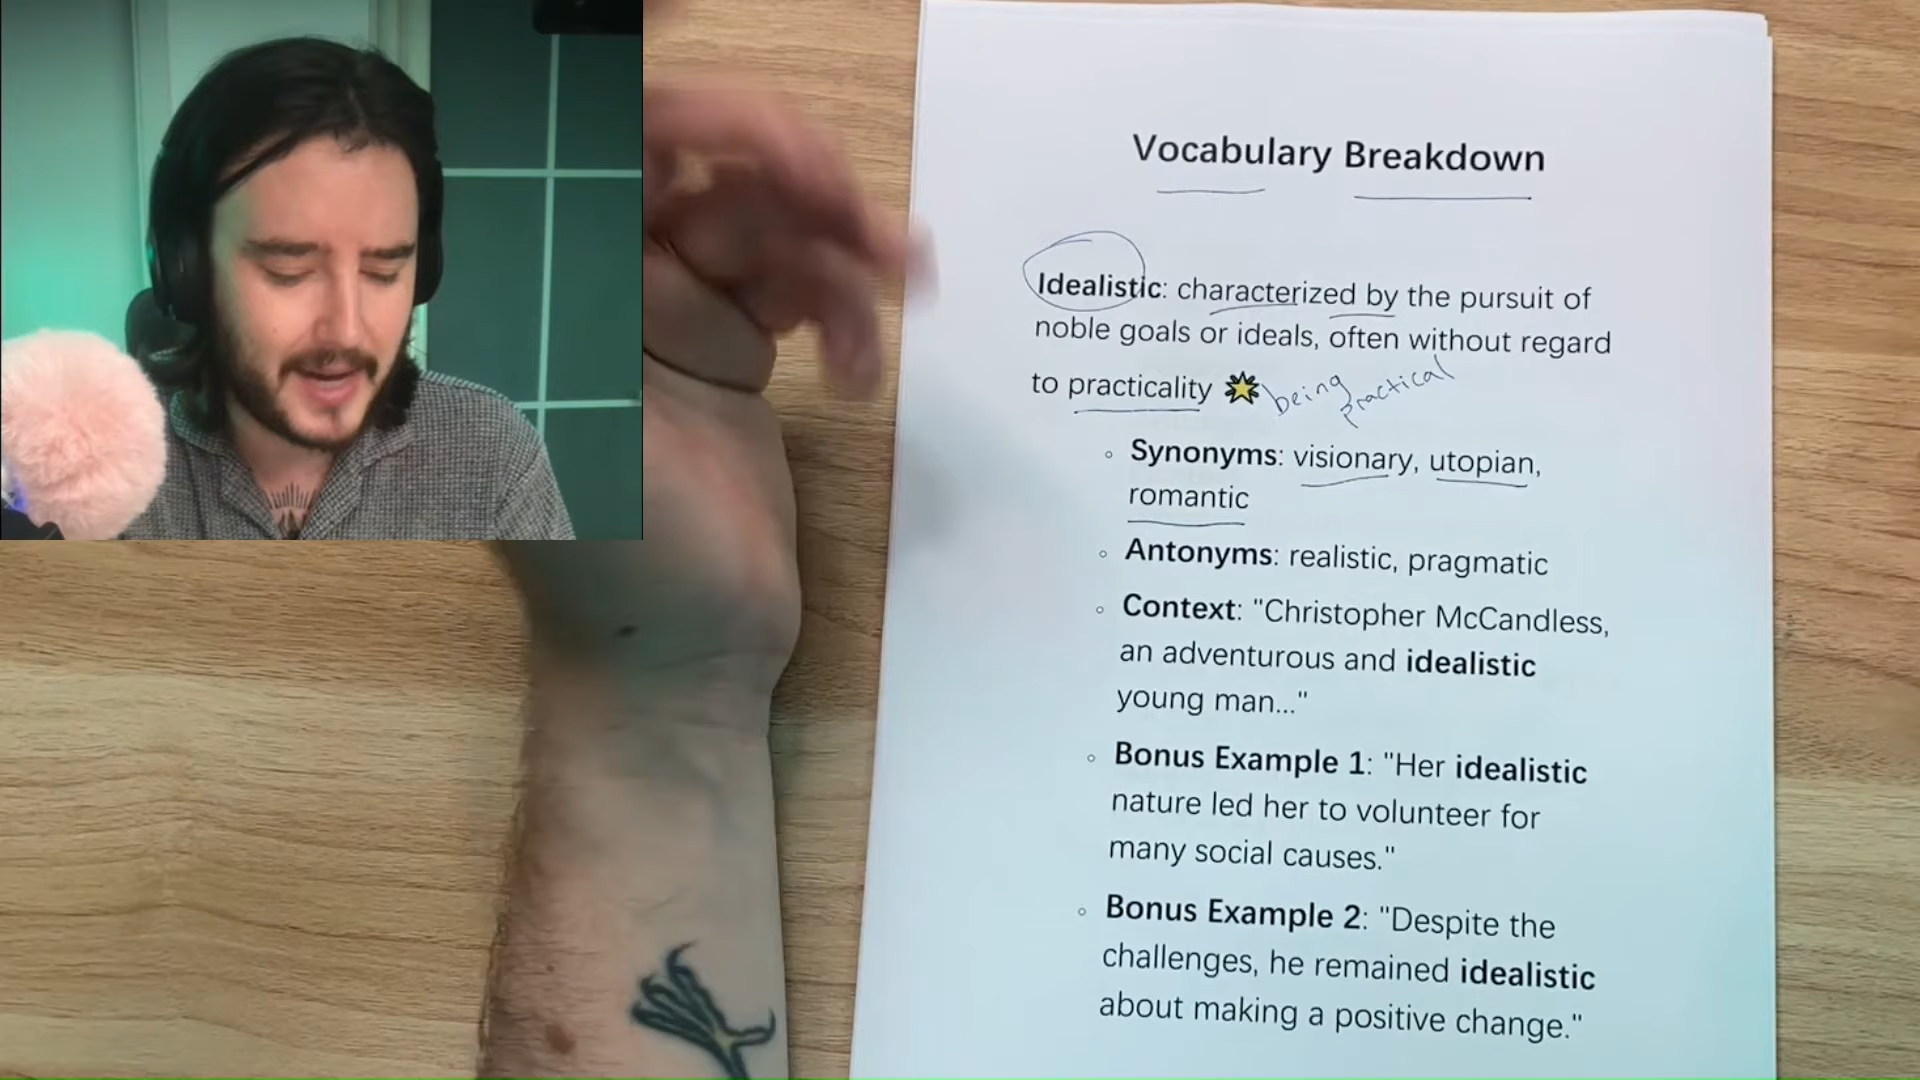 Vocabulary Breakdown
Idealistic: characterized by the pursuit of
noble goals or ideals, often without regard
to practicality being practical
Synonyms: visionary, utopian,
romantic
Antonyms: realistic, pragmatic
Context: "Christopher McCandless,
an adventurous and idealistic
young man..."
Bonus Example 1: "Her idealistic
nature led her to volunteer for
many social causes."
Bonus Example 2: "Despite the
challenges, he remained idealistic
about making a positive change."